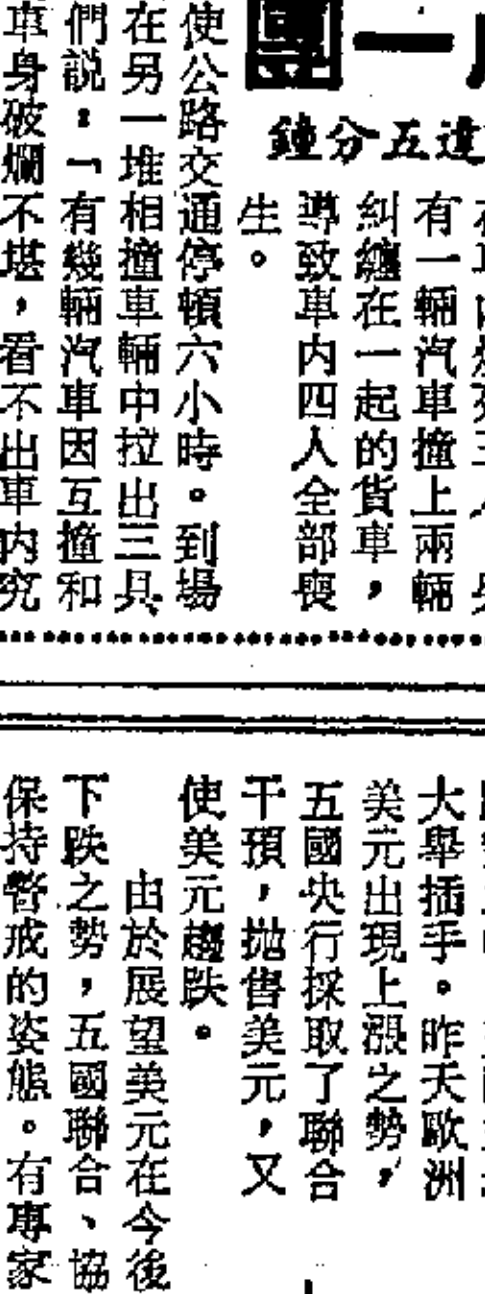 一團
達五分鐘
有一輛汽車撞上兩輛
糾纏在一起的貨車，
導致車內四人全部喪
生。
使公路交通停頓六小時。到場
在另一堆相撞車輛中拉出三具
們説：「有幾輛汽車因互撞和
車身破爛不堪，看不出車內究
大舉插手。昨天歐洲
美元出現上漲之勢，
五國央行採取了聯合
干預，拋售美元，又
使美元趨跌。
由於展望美元在今後
下跌之勢，五國聯合、協
保持警戒的姿態。有專家